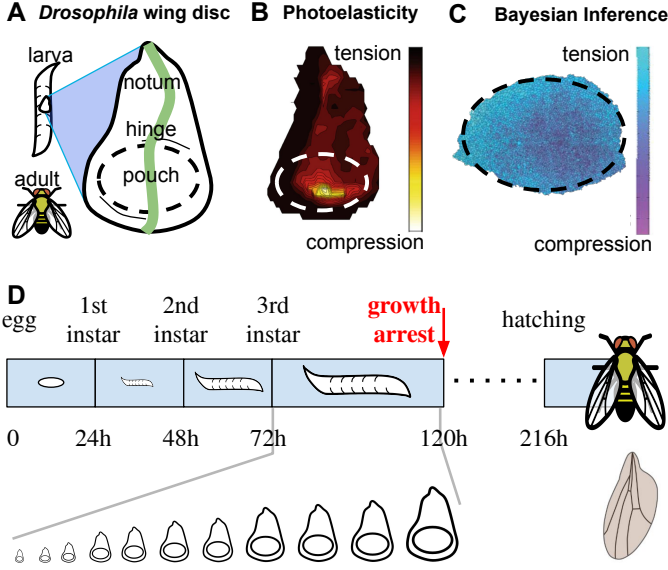 A Drosophila wing disc
larva
notum
hinge
adult
pouch
B Photoelasticity
tension
compression
C Bayesian Inference
tension
compression
D
egg
1st
instar
2nd
instar
3rd
instar
growth
arrest
hatching
0 24h 48h 72h 120h 216h